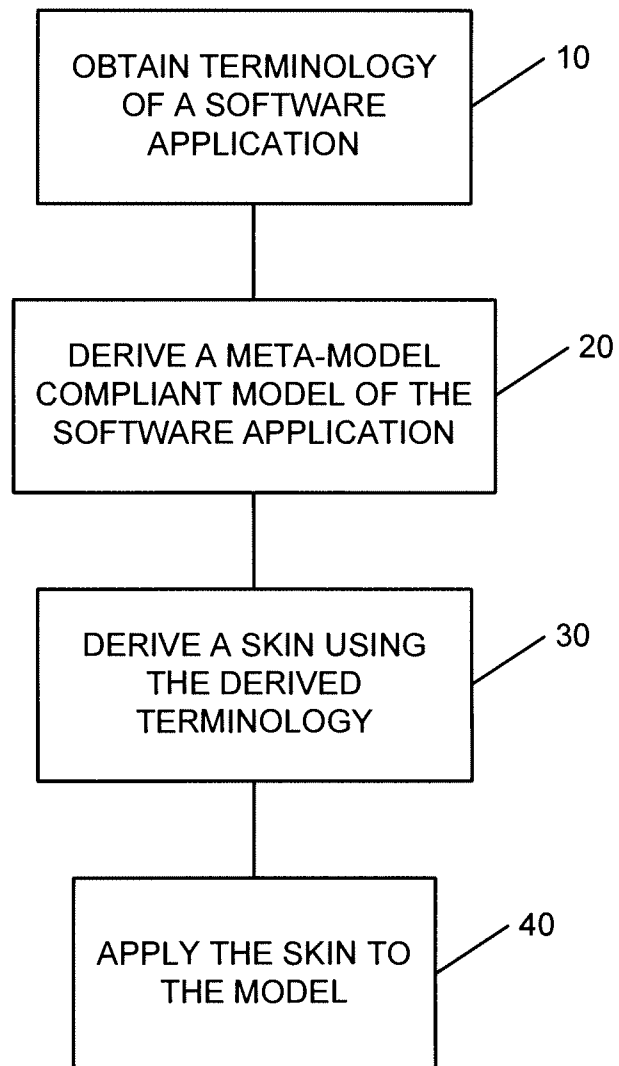 OBTAIN TERMINOLOGY
OF A SOFTWARE
APPLICATION
10
DERIVE A META-MODEL
COMPLIANT MODEL OF THE
SOFTWARE APPLICATION
20
DERIVE A SKIN USING
THE DERIVED
TERMINOLOGY
30
APPLY THE SKIN TO
THE MODEL
40